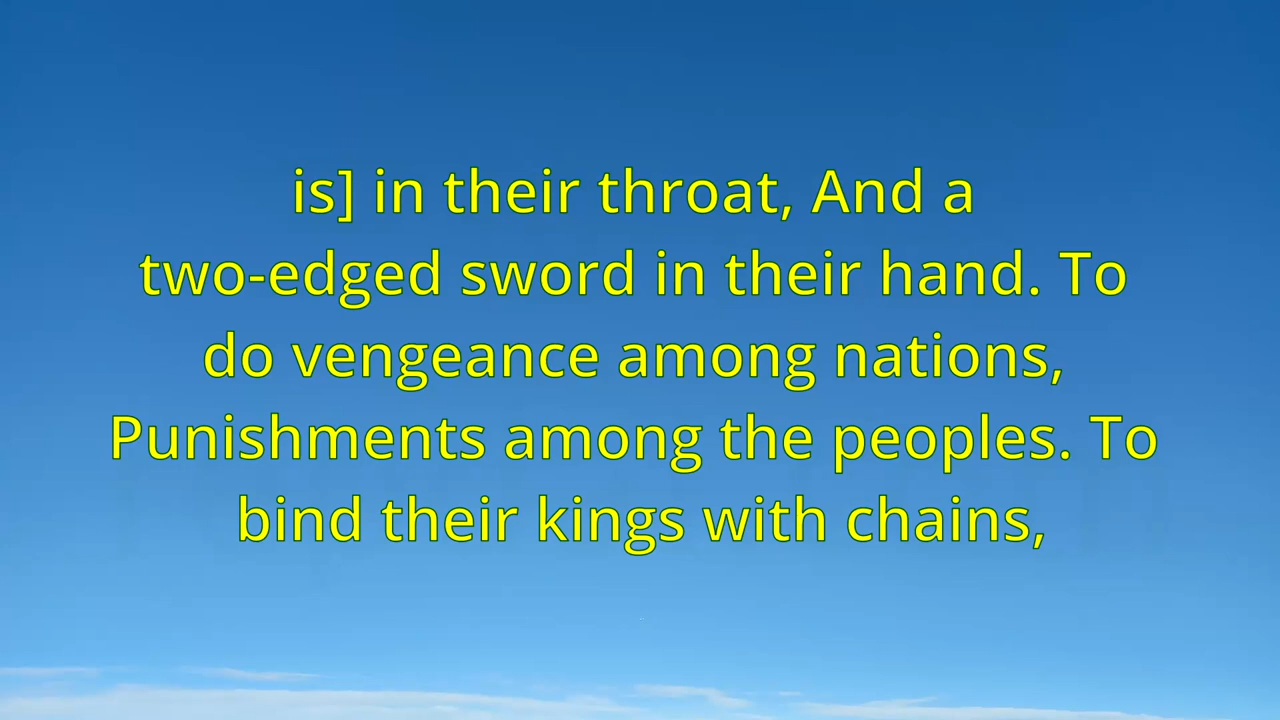 is] in their throat, And a
two-edged sword in their hand. To
do vengeance among nations,
Punishments among the peoples. To
bind their kings with chains,